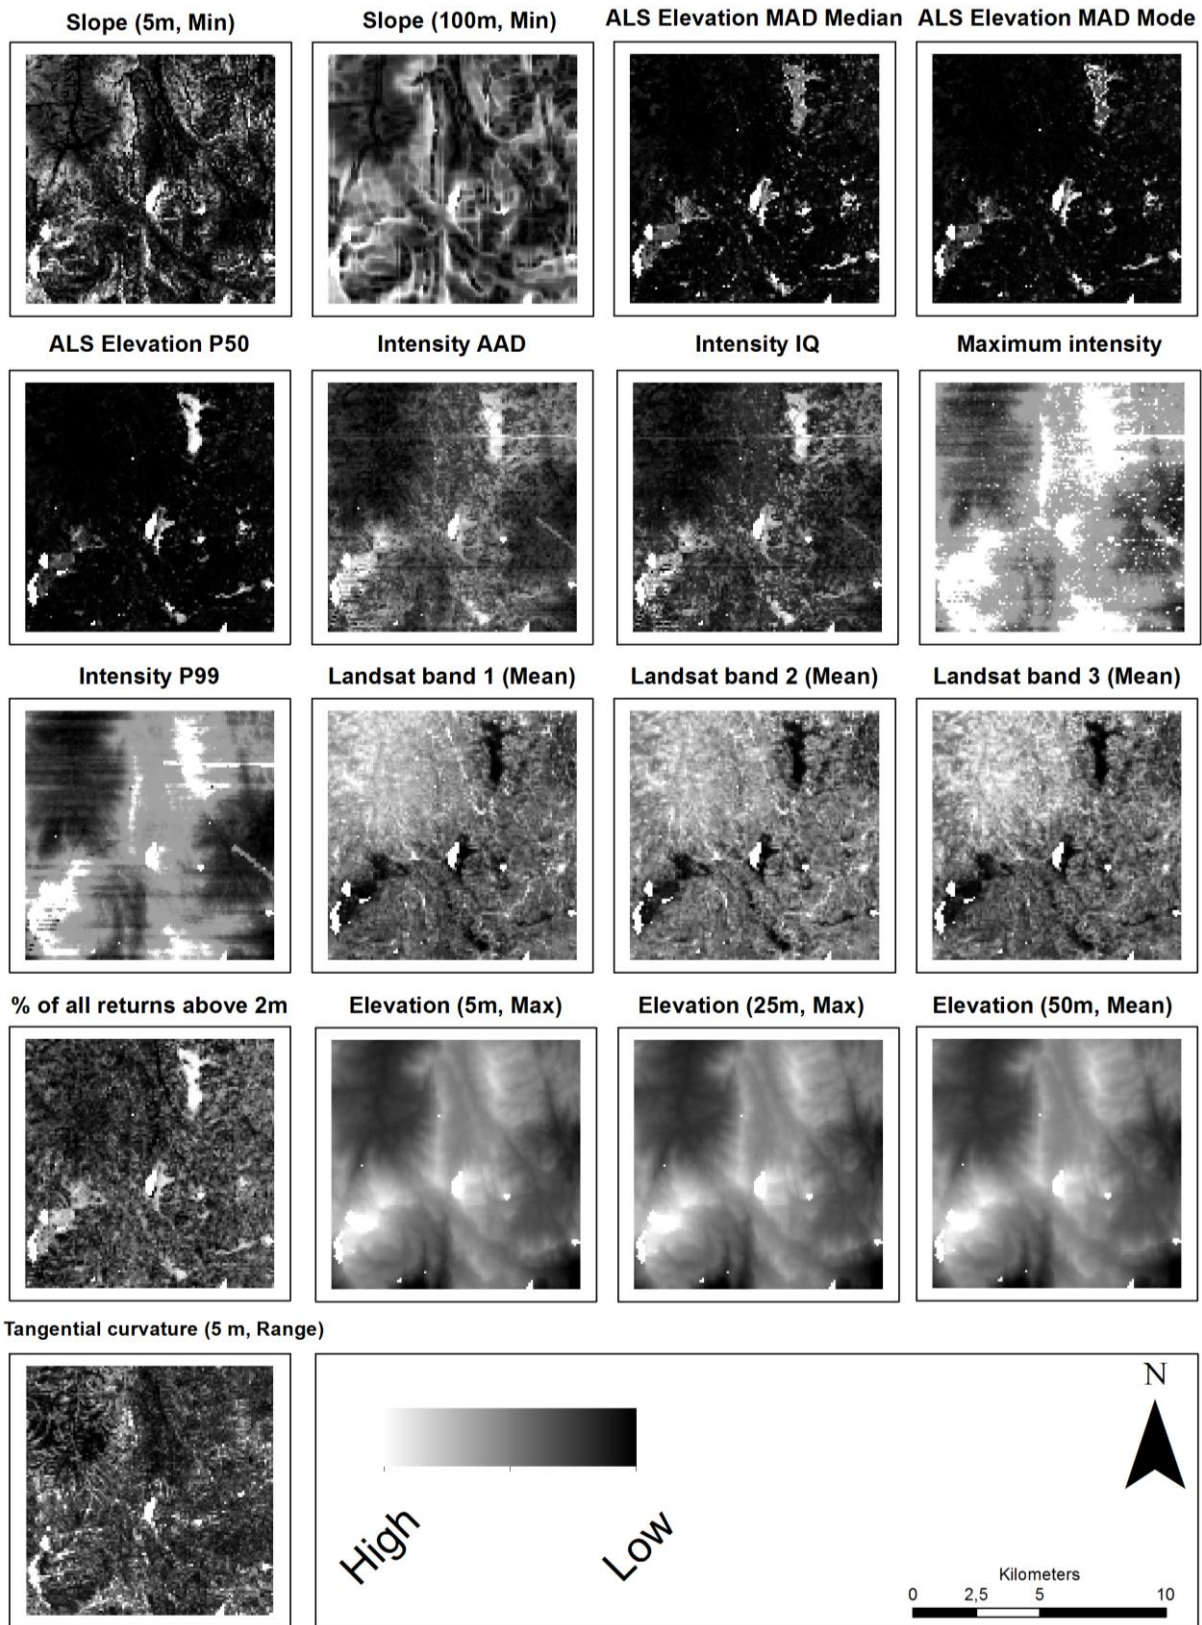 Slope (5m, Min)
Slope (100m, Min)
ALS Elevation MAD Median
ALS Elevation MAD Mode
ALS Elevation P50
Intensity AAD
Intensity IQ
Maximum intensity
Intensity P99
Landsat band 1 (Mean)
Landsat band 2 (Mean)
Landsat band 3 (Mean)
% of all returns above 2m
Elevation (5m, Max)
Elevation (25m, Max)
Elevation (50m, Mean)
Tangential curvature (5 m, Range)
N
High
Low
Kilometers
0 2,5 5 10